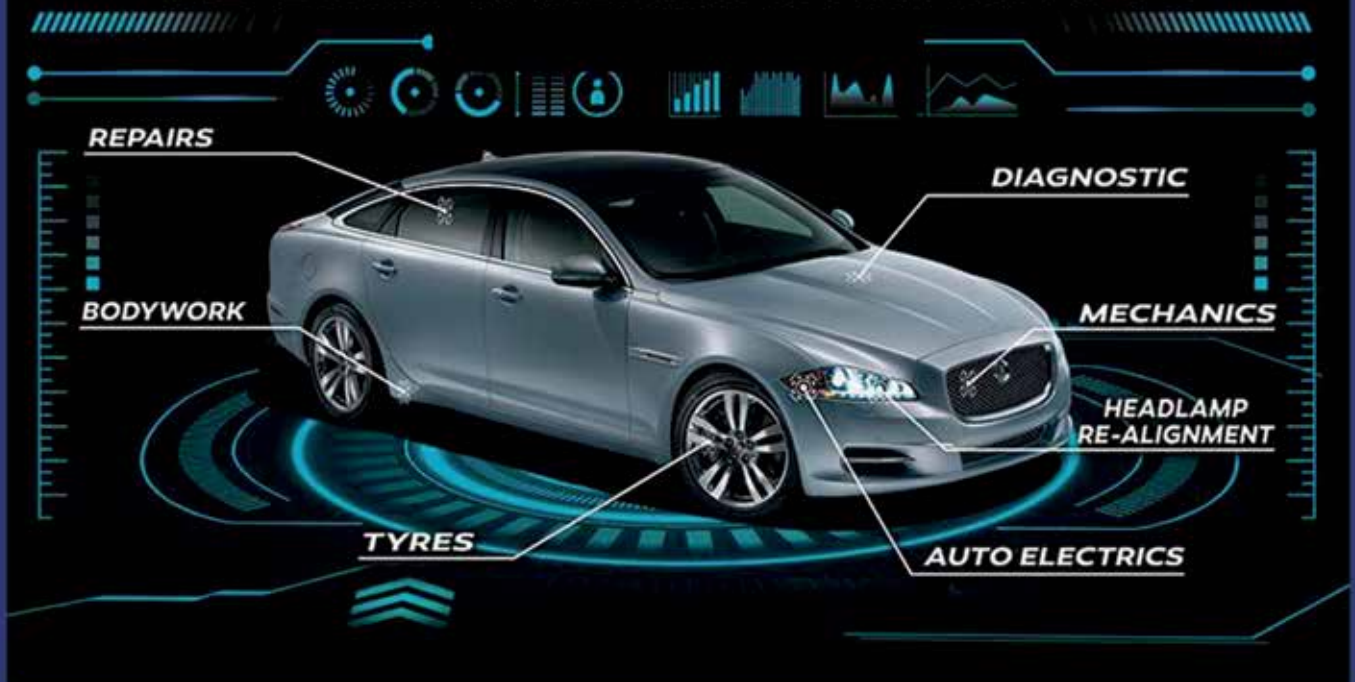 REPAIRS
DIAGNOSTIC
BODYWORK
MECHANICS
HEADLAMP
RE-ALIGNMENT
TYRES
AUTO ELECTRICS